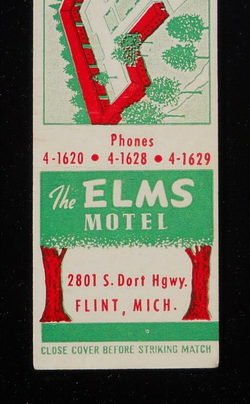 Phones
4-1620 • 4-1628 • 4-1629
The ELMS
MOTEL
2801 S. Dort Hgwy.
FLINT, MICH.
CLOSE COVER BEFORE STRIKING MATCH